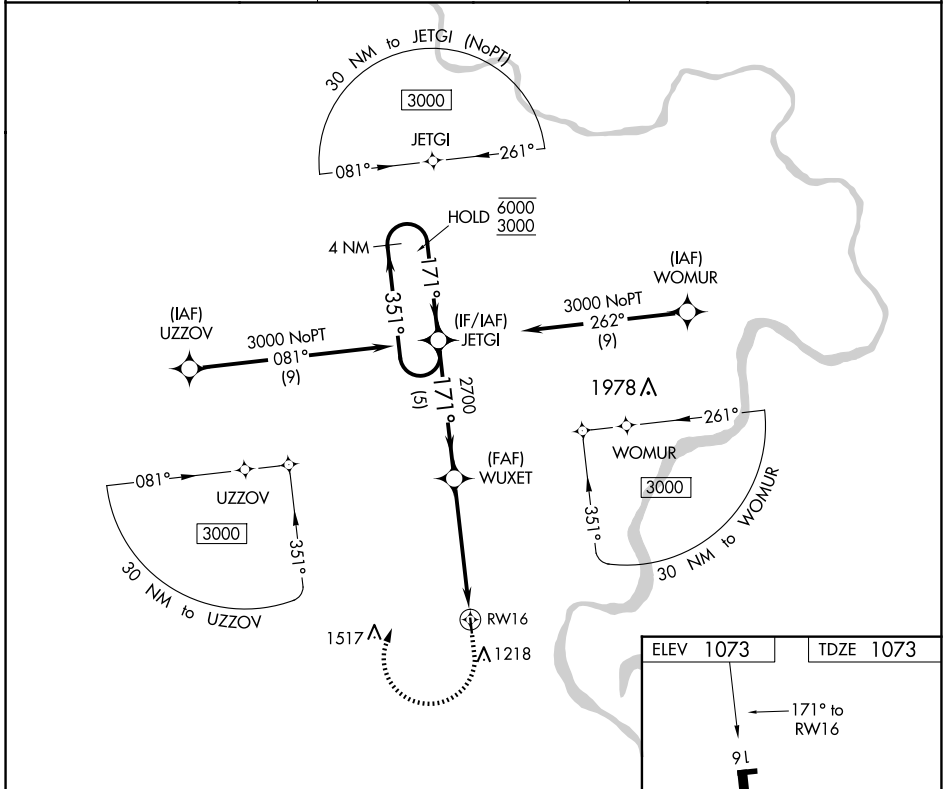 30 NM to JETGI (NoPT)
3000
JETGI
081°
261°
HOLD 6000
3000
4 NM
171°
351°
(IAF)
WOMUR
3000 NoPT
262°
(9)
(IAF)
UZZOV
3000 NoPT
081°
(9)
(IF/IAF)
JETGI
2700
171°
(5)
1978
261°
WOMUR
3000
351°
30 NM to WOMUR
(FAF)
WUXET
081°
UZZOV
3000
351°
30 NM to UZZOV
RW16
1517
1218
ELEV 1073
TDZE 1073
171° to
RW16
16